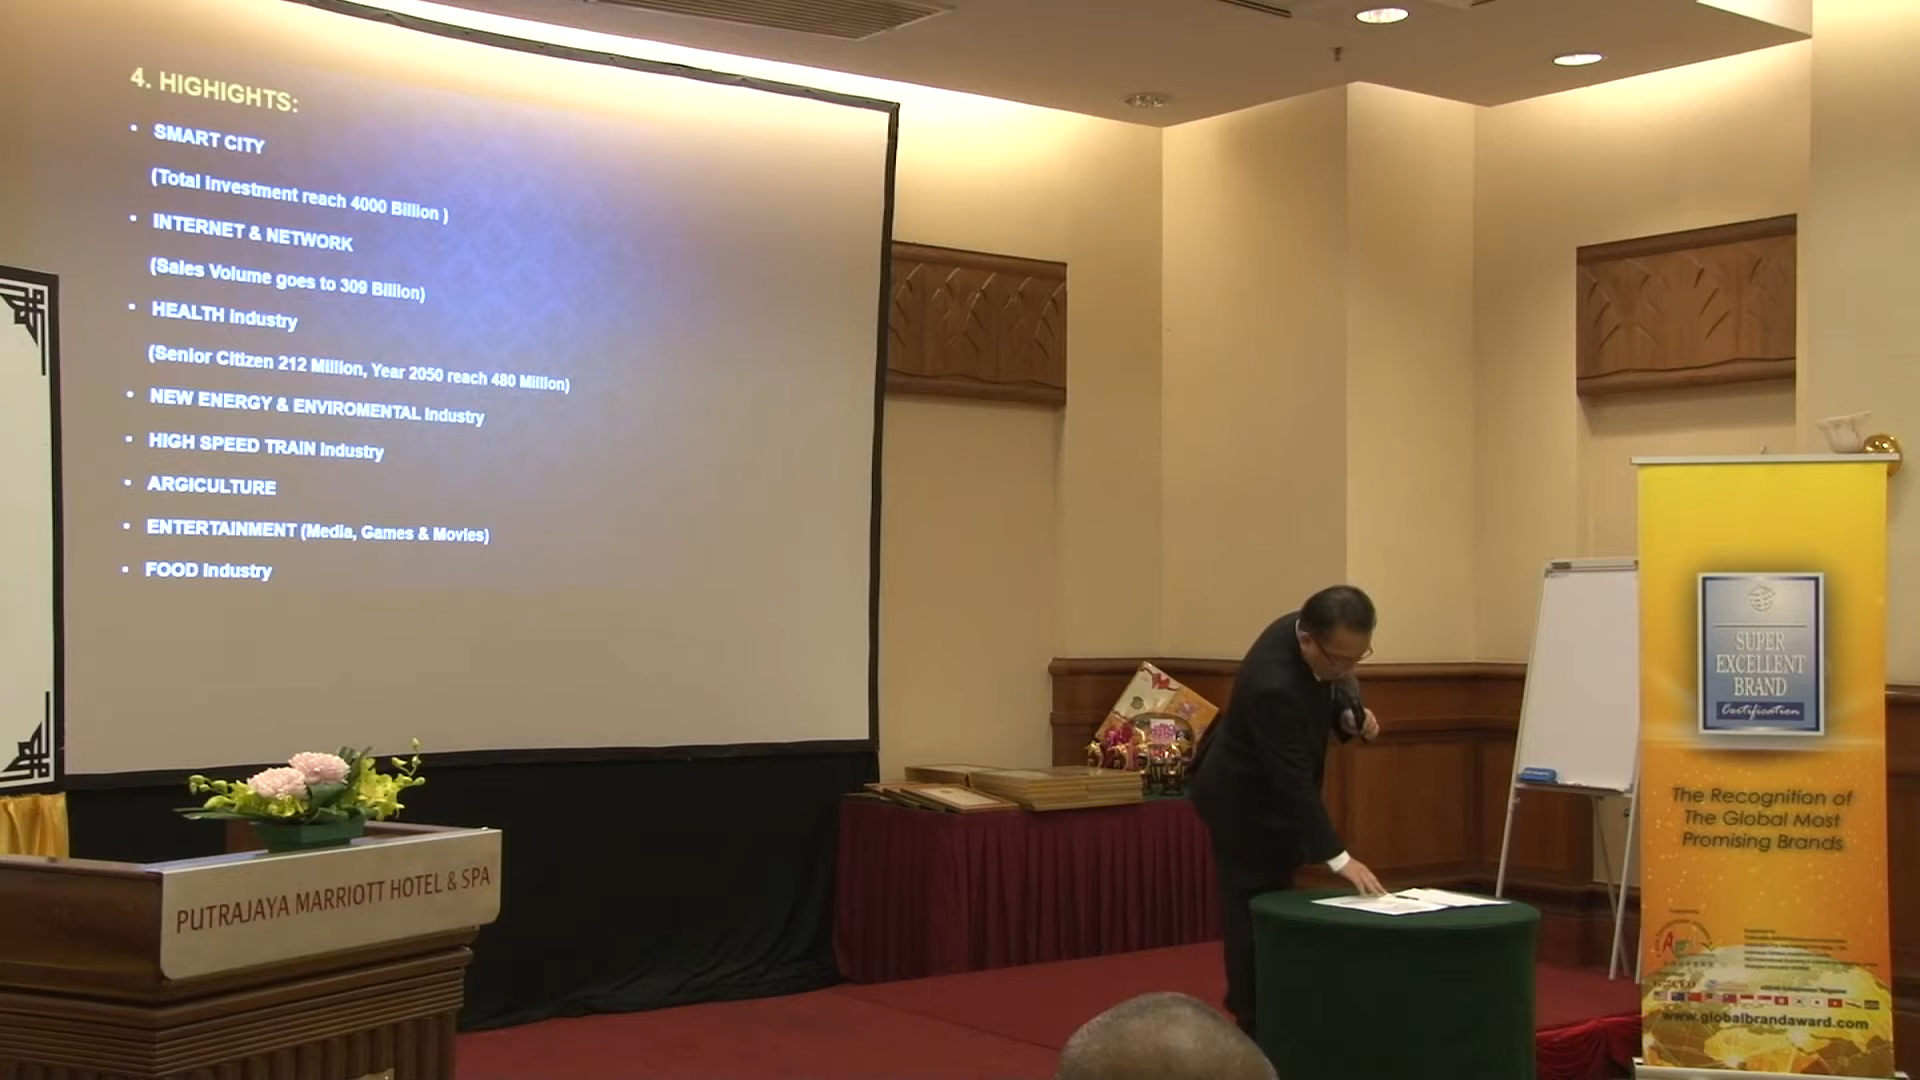 4. HIGHIGHTS:
• SMART CITY
(Total Investment reach 4000 Billion )
• INTERNET & NETWORK
(Sales Volume goes to 309 Billion)
• HEALTH Industry
(Senior Citizen 212 Million, Year 2050 reach 480 Million)
• NEW ENERGY & ENVIROMENTAL Industry
• HIGH SPEED TRAIN Industry
• ARGICULTURE
• ENTERTAINMENT (Media, Games & Movies)
• FOOD Industry
PUTRAJAYA MARRIOTT HOTEL & SPA
SUPER
EXCELLENT
BRAND
Certification
The Recognition of
The Global Most
Promising Brands
www.globalbrandaward.com